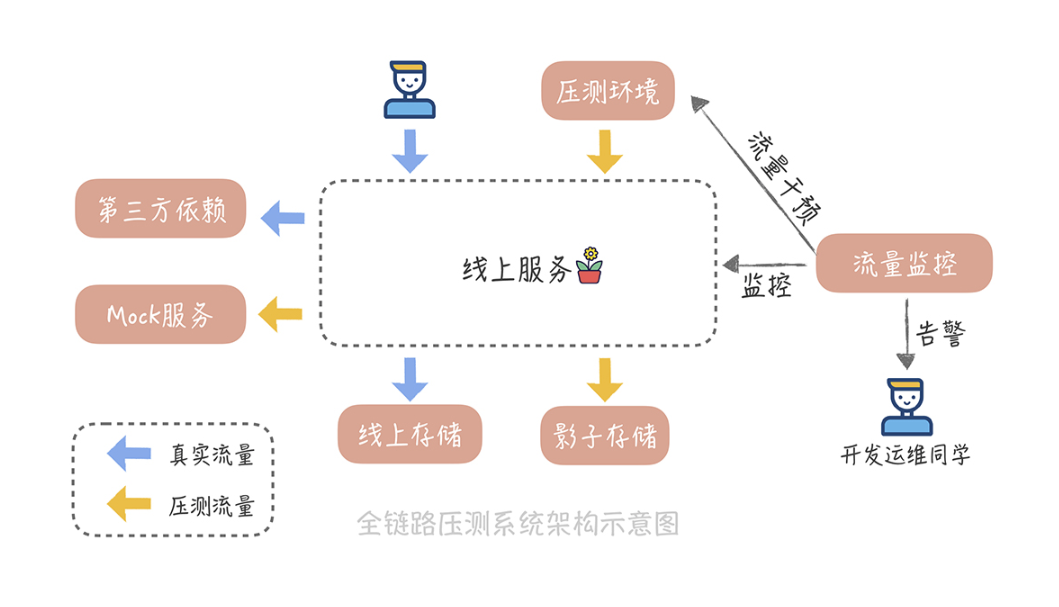 压测环境
流量干预
第三方依赖
线上服务
流量监控
监控
Mock服务
告警
线上存储
影子存储
开发运维同学
真实流量
压测流量
全链路压测系统架构示意图